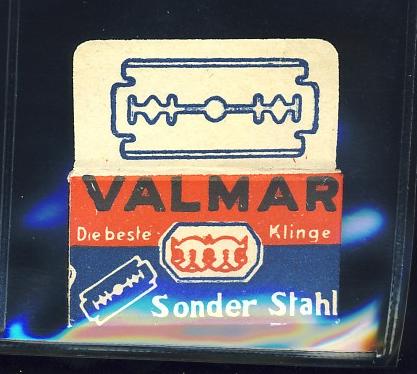 VALMAR
Die beste Klinge
Sonder Stahl